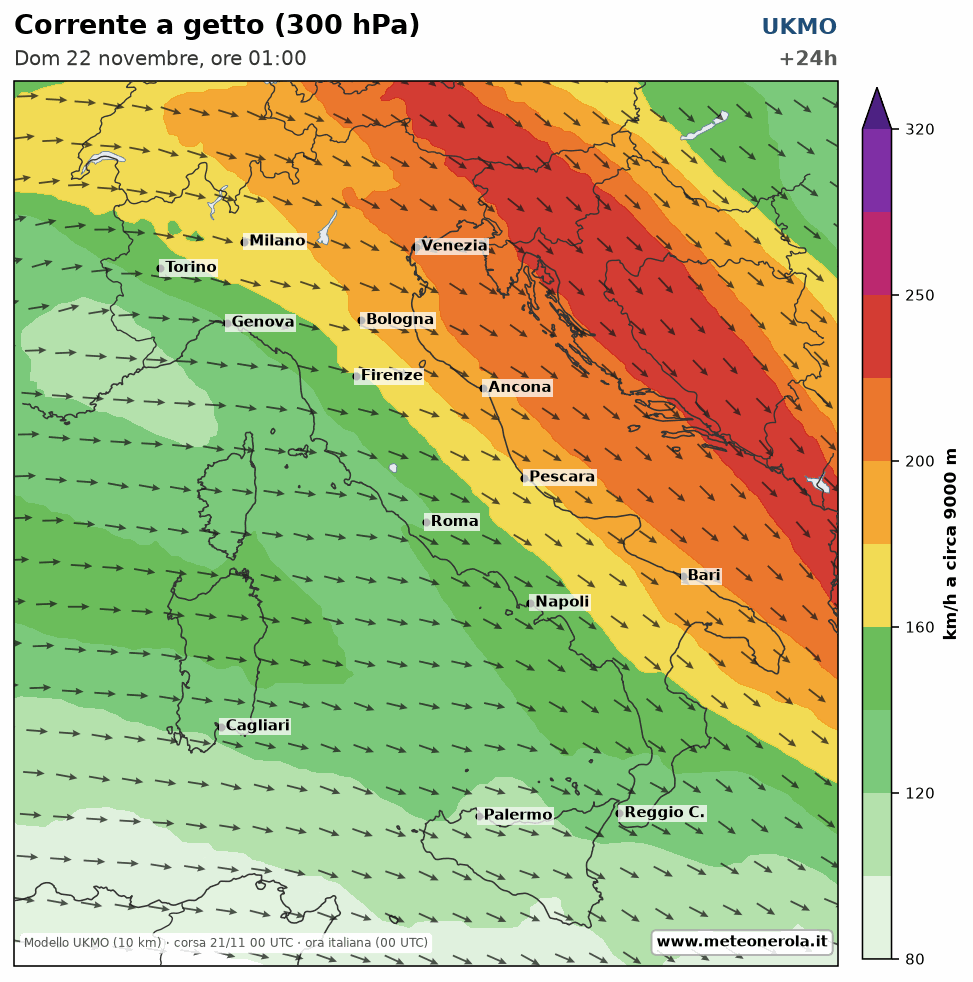 Corrente a getto (300 hPa)
UKMO
Dom 22 novembre, ore 01:00
+24h
320
Milano
Venezia
Torino
250
Genova
Bologna
Firenze
Ancona
200
Pescara
Roma
Bari
Napoli
160
km/h a circa 9000 m
Cagliari
120
Palermo
Reggio C.
Modello UKMO (10 km) · corsa 21/11 00 UTC · ora italiana (00 UTC)
www.meteonerola.it
80